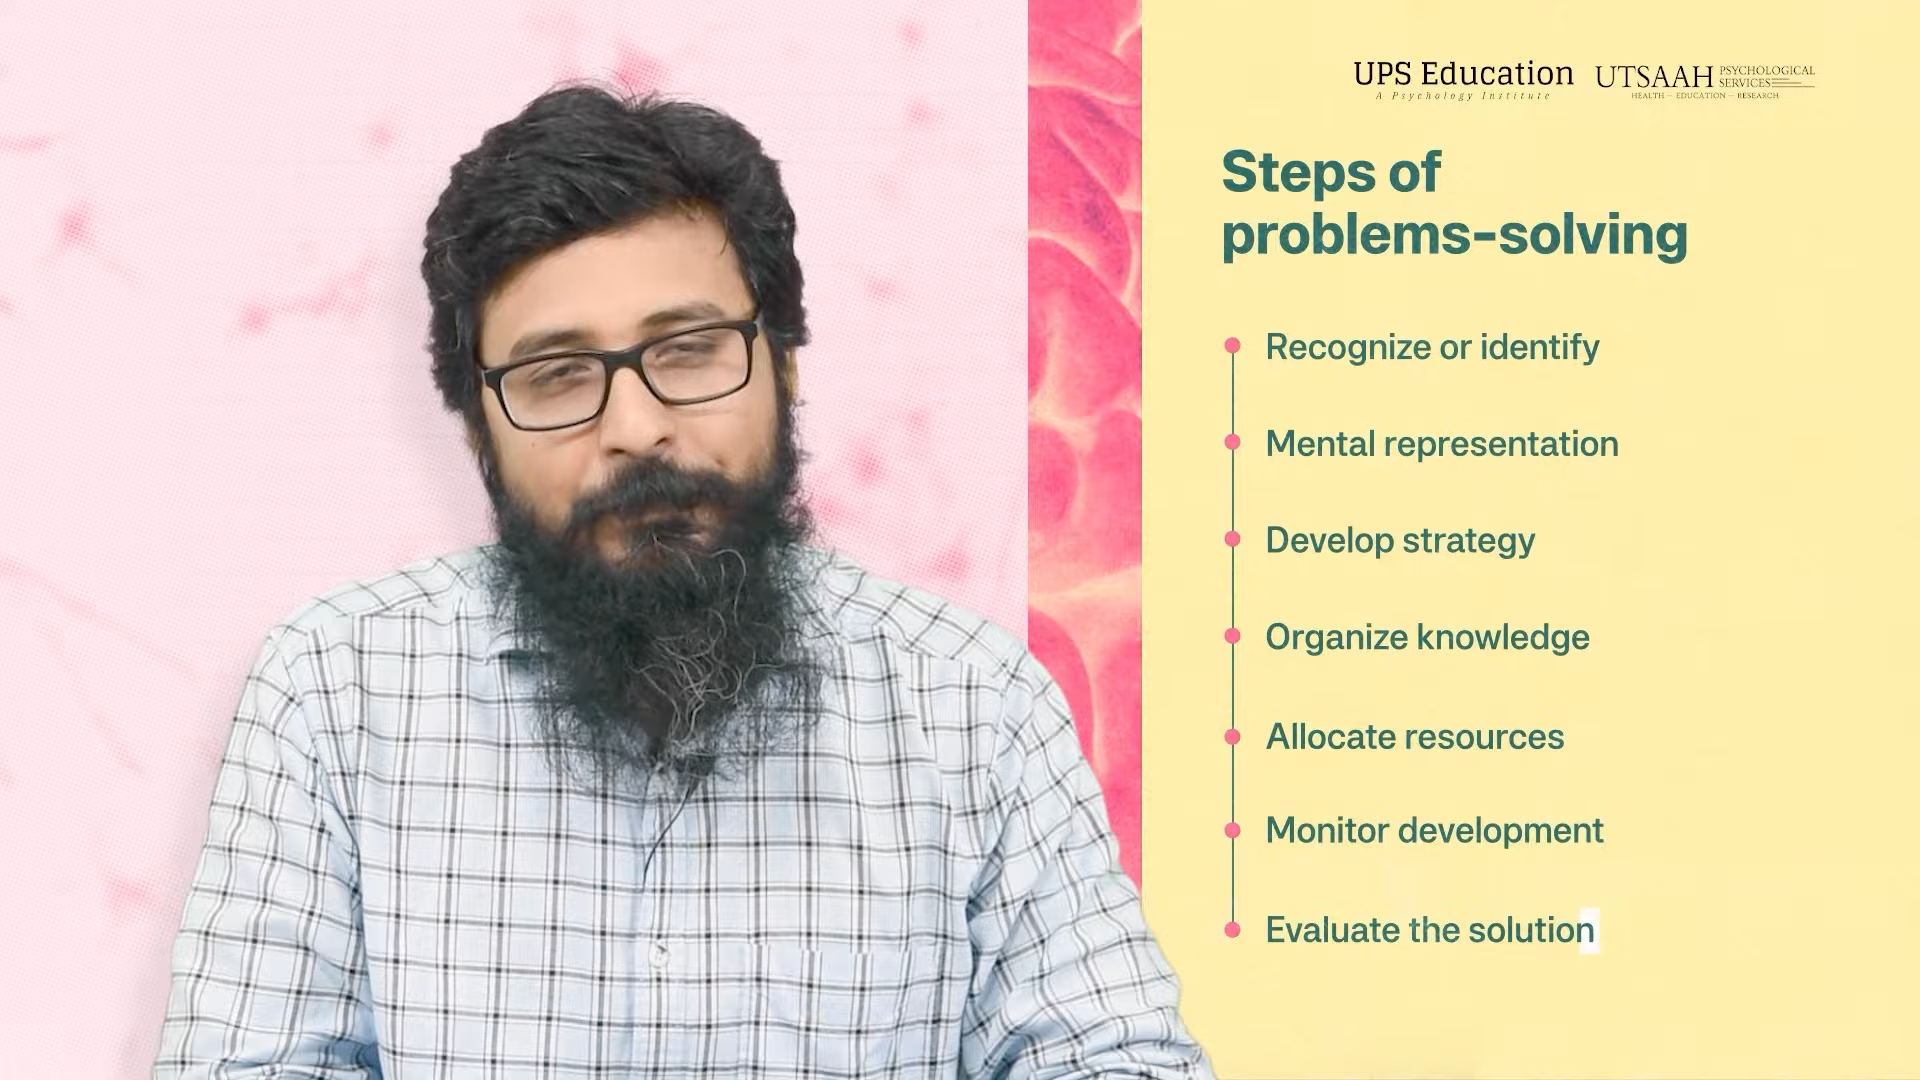 UPS Education
A Psychology Institute
UTSAAH PSYCHOLOGICAL SERVICES
HEALTH – EDUCATION – RESEARCH
Steps of
problems-solving
Recognize or identify
Mental representation
Develop strategy
Organize knowledge
Allocate resources
Monitor development
Evaluate the solution